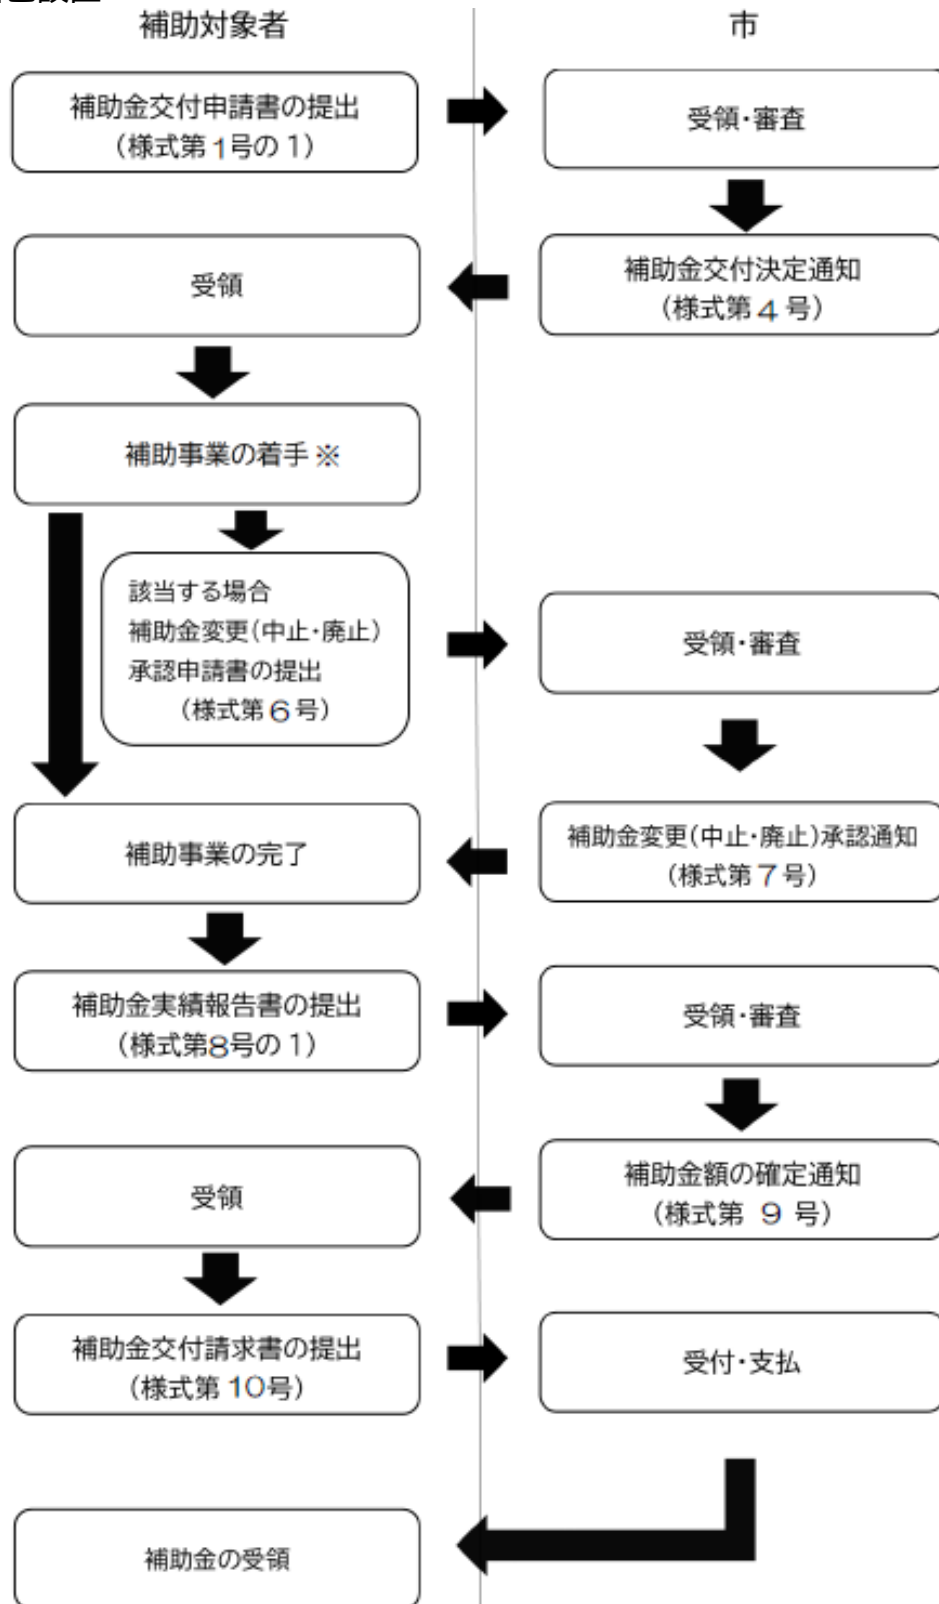 補助対象者
市
補助金交付申請書の提出
（様式第1号の1）
受領・審査
補助金交付決定通知
（様式第4号）
受領
補助事業の着手※
該当する場合
補助金変更（中止・廃止）
承認申請書の提出
（様式第6号）
受領・審査
補助金変更（中止・廃止）承認通知
（様式第7号）
補助事業の完了
補助金実績報告書の提出
（様式第8号の1）
受領・審査
補助金額の確定通知
（様式第 9 号）
受領
補助金交付請求書の提出
（様式第10号）
受付・支払
補助金の受領